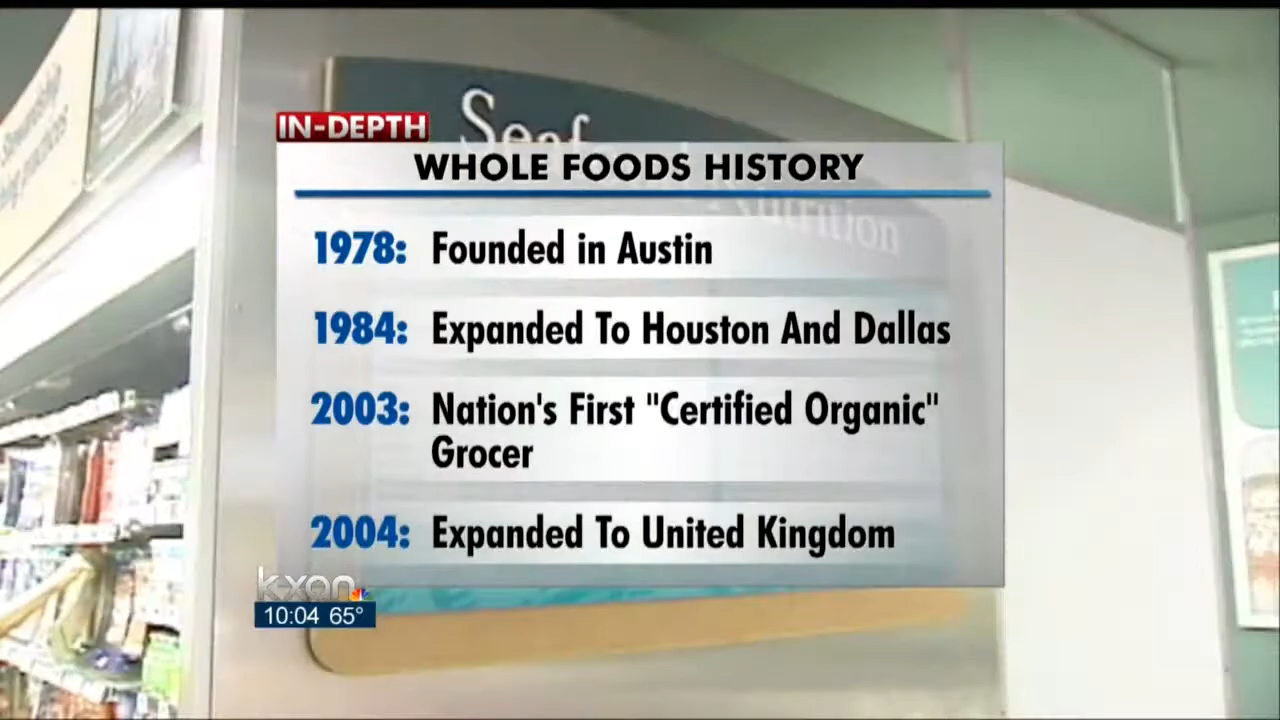 IN-DEPTH
WHOLE FOODS HISTORY
1978: Founded in Austin
1984: Expanded To Houston And Dallas
2003: Nation's First "Certified Organic"
Grocer
2004: Expanded To United Kingdom
kxan
10:04 65°